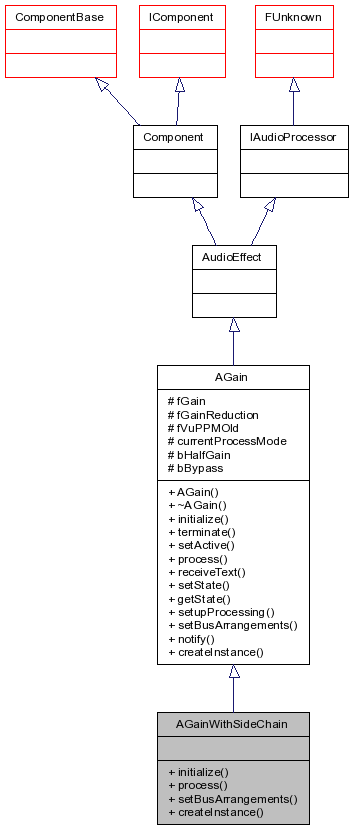 ComponentBase
IComponent
FUnknown
Component
IAudioProcessor
AudioEffect
AGain
# fGain
# fGainReduction
# fVuPPMOld
# currentProcessMode
# bHalfGain
# bBypass
+ AGain()
+ ~AGain()
+ initialize()
+ terminate()
+ setActive()
+ process()
+ receiveText()
+ setState()
+ getState()
+ setupProcessing()
+ setBusArrangements()
+ notify()
+ createInstance()
AGainWithSideChain
+ initialize()
+ process()
+ setBusArrangements()
+ createInstance()